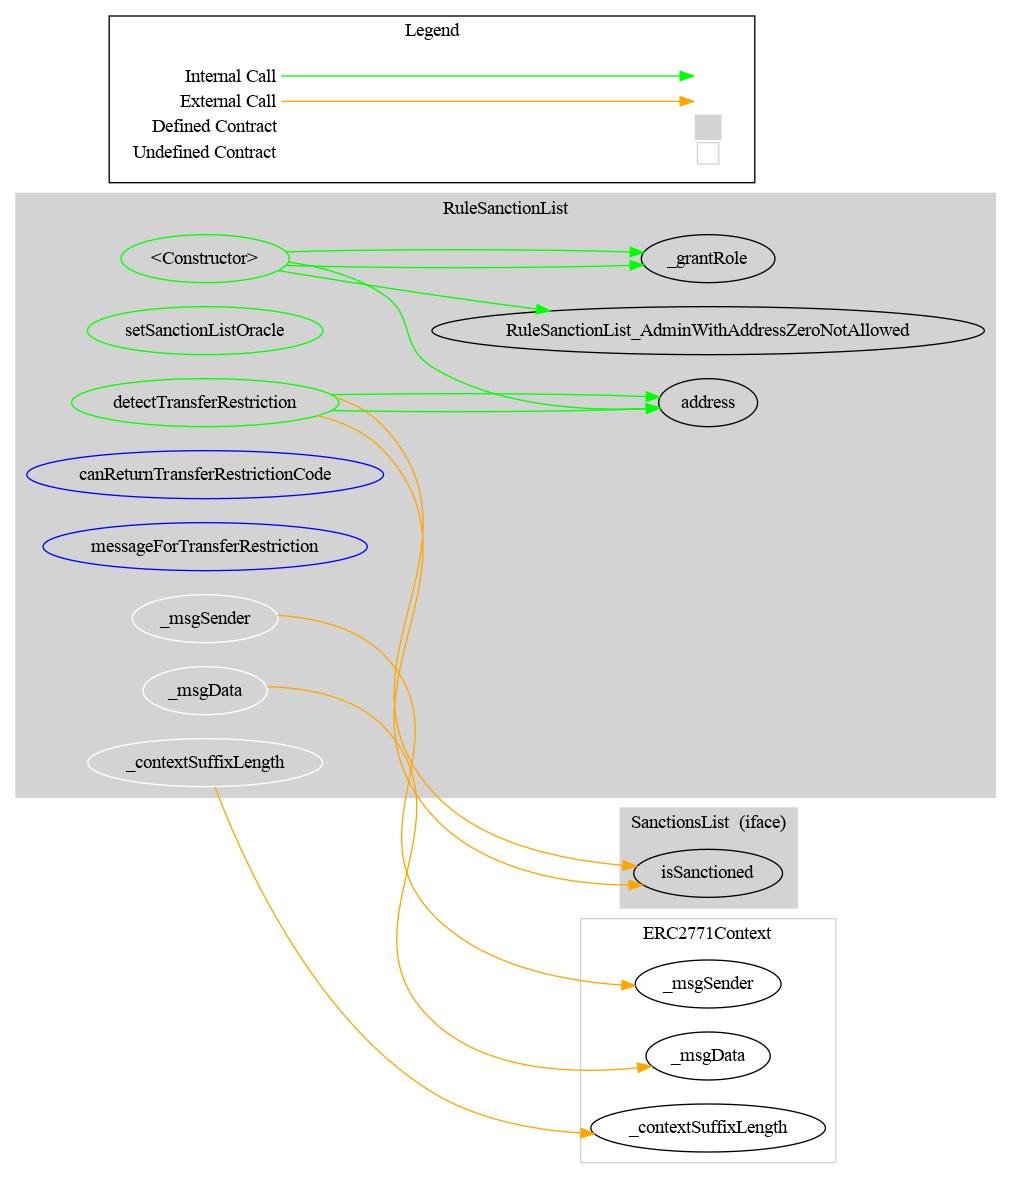 Legend
Internal Call
External Call
Defined Contract
Undefined Contract
RuleSanctionList
<Constructor>
_grantRole
setSanctionListOracle
RuleSanctionList_AdminWithAddressZeroNotAllowed
detectTransferRestriction
address
canReturnTransferRestrictionCode
messageForTransferRestriction
_msgSender
_msgData
_contextSuffixLength
SanctionsList (iface)
isSanctioned
ERC2771Context
_msgSender
_msgData
_contextSuffixLength